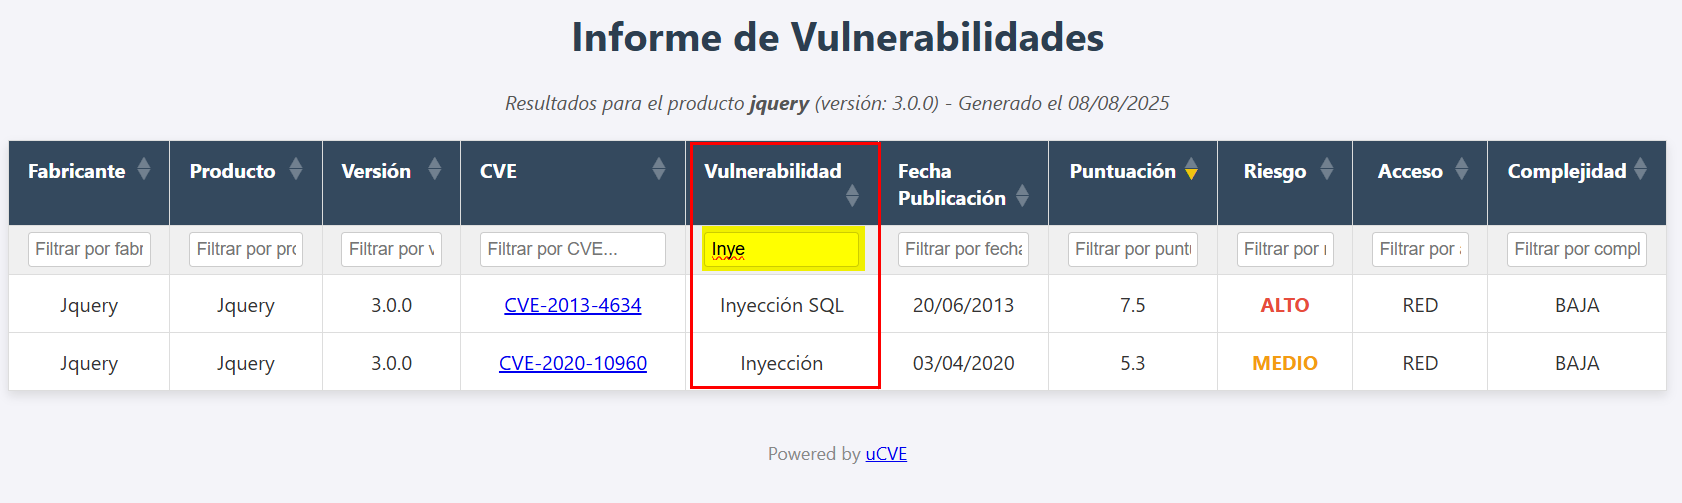 Informe de Vulnerabilidades
Resultados para el producto jquery (versión: 3.0.0) - Generado el 08/08/2025
Fabricante Producto Versión CVE Vulnerabilidad Fecha Publicación Puntuación Riesgo Acceso Complejidad
Filtrar por fabr Filtrar por pro Filtrar por v Filtrar por CVE... Inye Filtrar por fecha Filtrar por puntu Filtrar por r Filtrar por a Filtrar por compl
Jquery Jquery 3.0.0 CVE-2013-4634 Inyección SQL 20/06/2013 7.5 ALTO RED BAJA
Jquery Jquery 3.0.0 CVE-2020-10960 Inyección 03/04/2020 5.3 MEDIO RED BAJA
Powered by uCVE